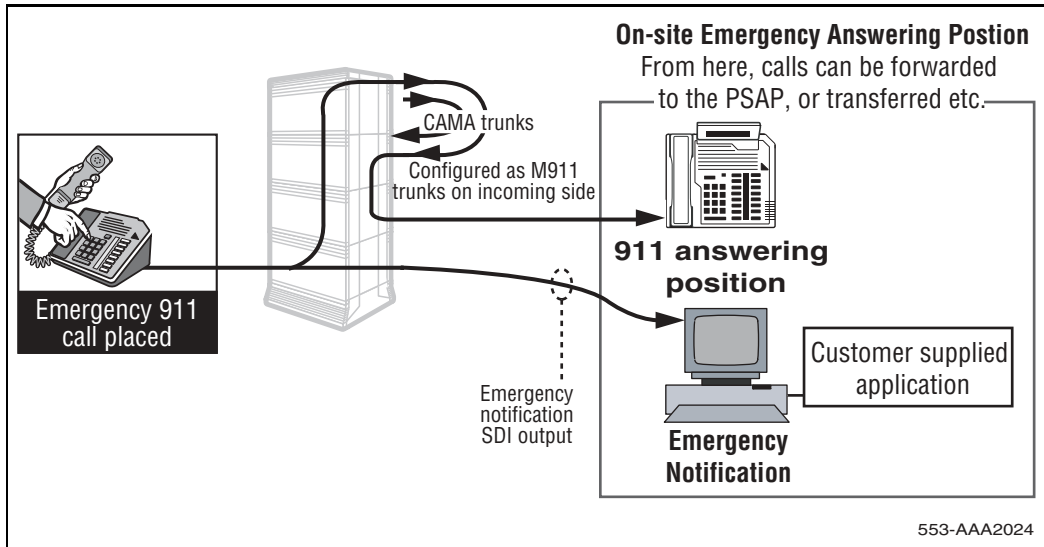 On-site Emergency Answering Postion
From here, calls can be forwarded
to the PSAP, or transferred etc.
CAMA trunks
Configured as M911
trunks on incoming side
911 answering
position
Emergency 911
call placed
Customer supplied
application
Emergency
notification
SDI output
Emergency
Notification
553-AAA2024